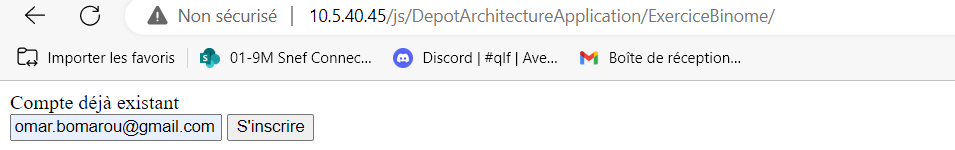 Non sécurisé | 10.5.40.45/js/DepotArchitectureApplication/ExerciceBinome/
Importer les favoris 01-9M Snef Connec... Discord | #qlf | Ave... Boîte de réception...
Compte déjà existant
omar.bomarou@gmail.com S'inscrire